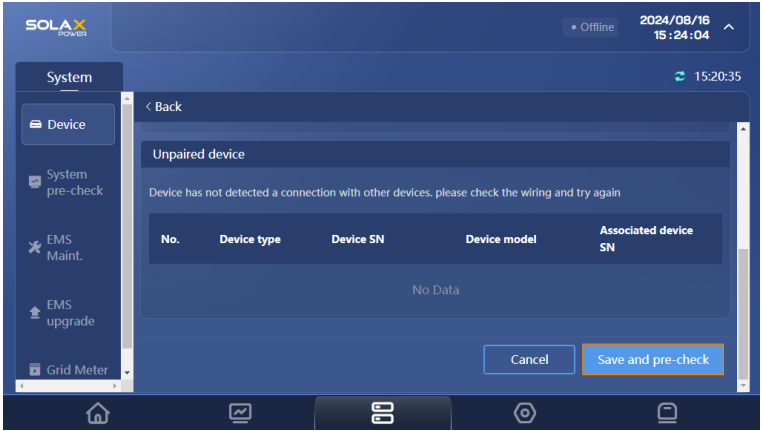 SOLAX
POWER
• Offline
2024/08/16
15:24:04
System
15:20:35
Device
< Back
System
pre-check
EMS
Maint.
EMS
upgrade
Grid Meter
Unpaired device
Device has not detected a connection with other devices. please check the wiring and try again
No. Device type Device SN Device model Associated device
SN
No Data
Cancel Save and pre-check